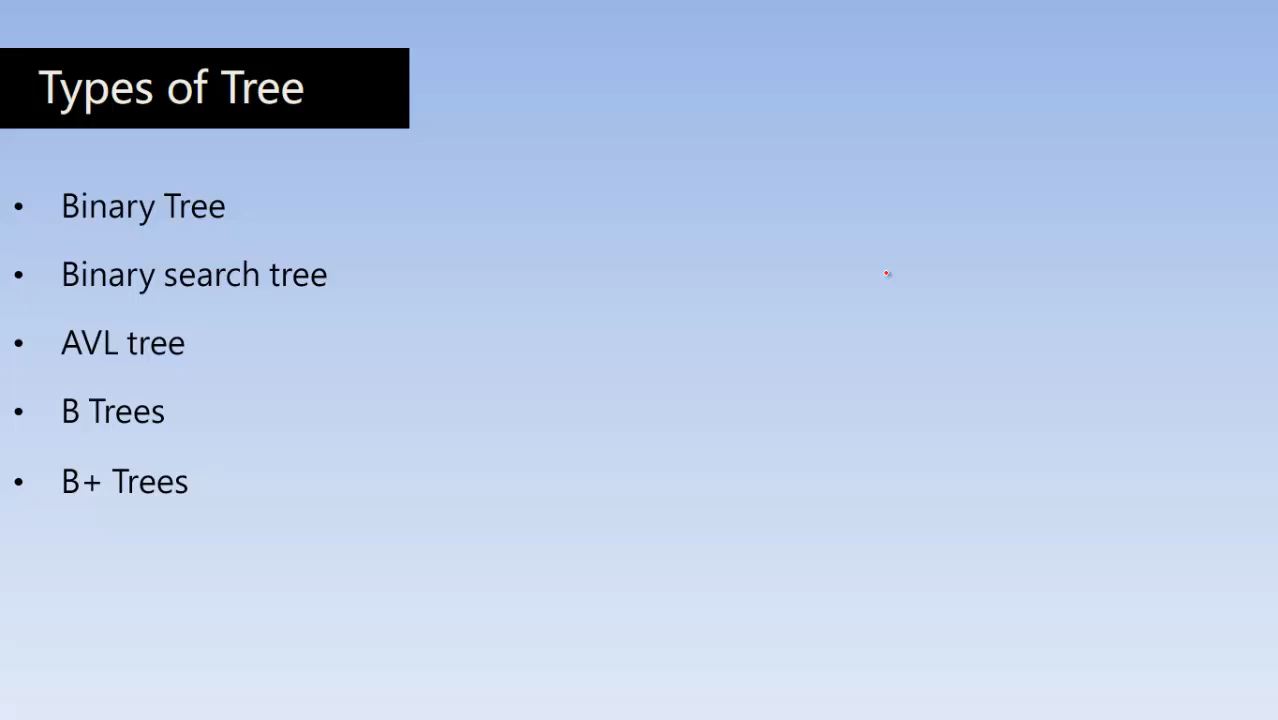 Types of Tree
• Binary Tree
• Binary search tree
• AVL tree
• B Trees
• B+ Trees